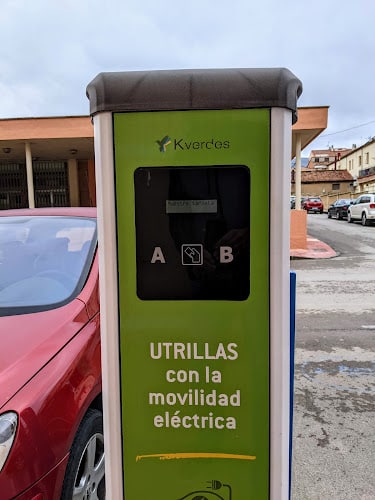 Kverdes
A B
UTRILLAS
con la
movilidad
eléctrica